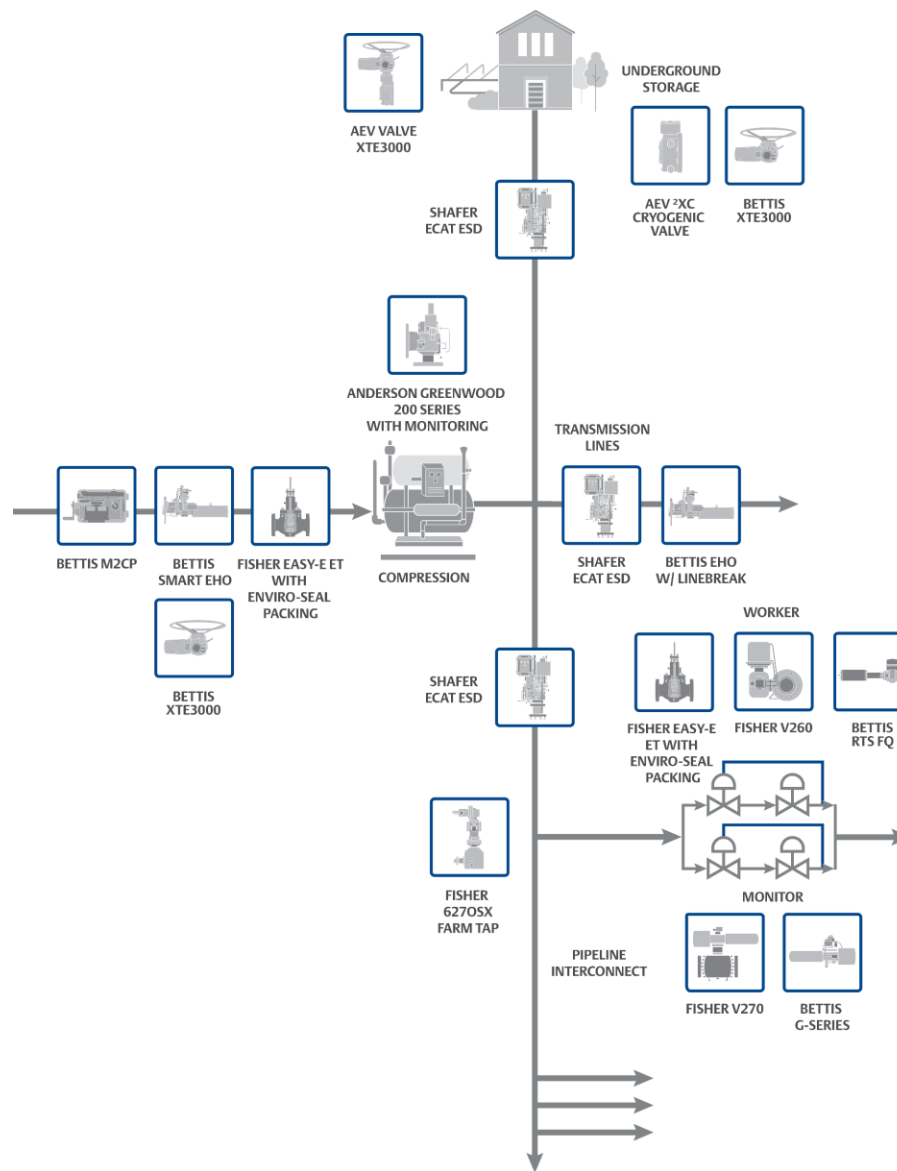 UNDERGROUND
STORAGE
AEV VALVE
XTE3000
AEV ²XC
CRYOGENIC
VALVE
BETTIS
XTE3000
SHAFER
ECAT ESD
ANDERSON GREENWOOD
200 SERIES
WITH MONITORING
TRANSMISSION
LINES
BETTIS M2CP
BETTIS
SMART EHO
FISHER EASY-E ET
WITH
ENVIRO-SEAL
PACKING
COMPRESSION
SHAFER
ECAT ESD
BETTIS EHO
W/ LINEBREAK
BETTIS
XTE3000
WORKER
SHAFER
ECAT ESD
FISHER EASY-E
ET WITH
ENVIRO-SEAL
PACKING
FISHER V260
BETTIS
RTS FQ
FISHER
627OSX
FARM TAP
MONITOR
PIPELINE
INTERCONNECT
FISHER V270
BETTIS
G-SERIES